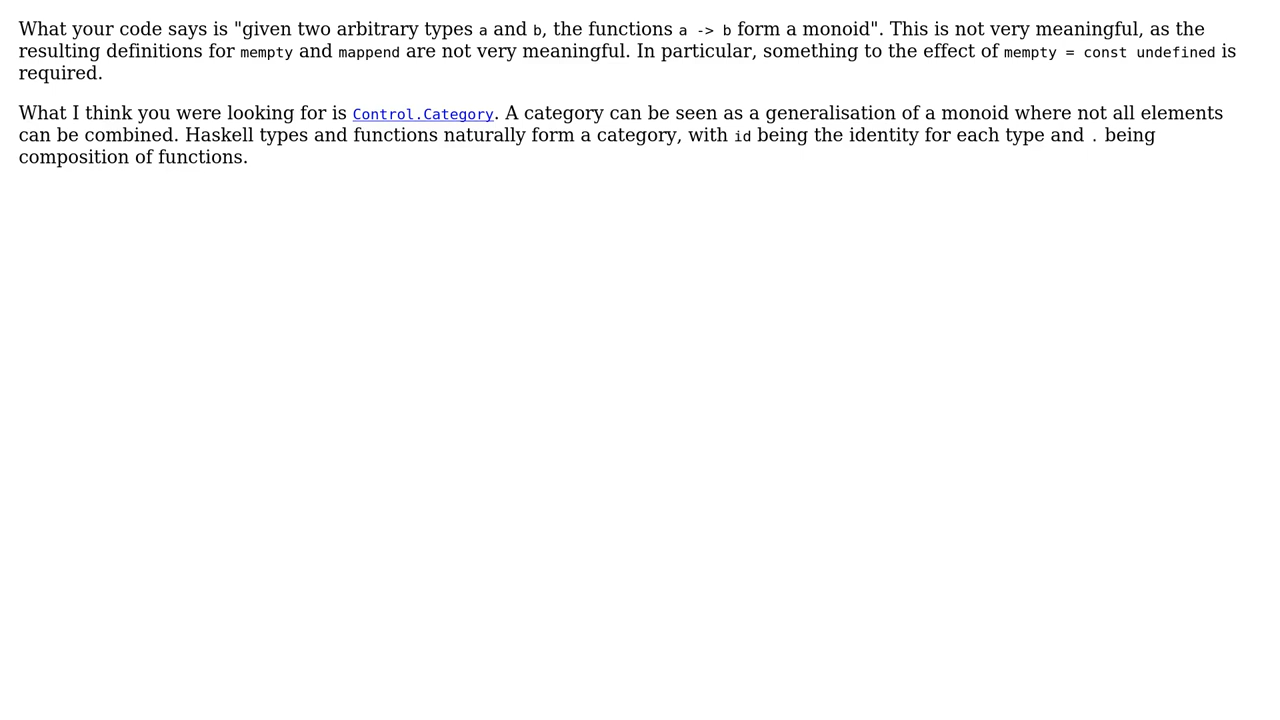 What your code says is "given two arbitrary types a and b, the functions a -> b form a monoid". This is not very meaningful, as the
resulting definitions for mempty and mappend are not very meaningful. In particular, something to the effect of mempty = const undefined is
required.
What I think you were looking for is Control.Category. A category can be seen as a generalisation of a monoid where not all elements
can be combined. Haskell types and functions naturally form a category, with id being the identity for each type and . being
composition of functions.